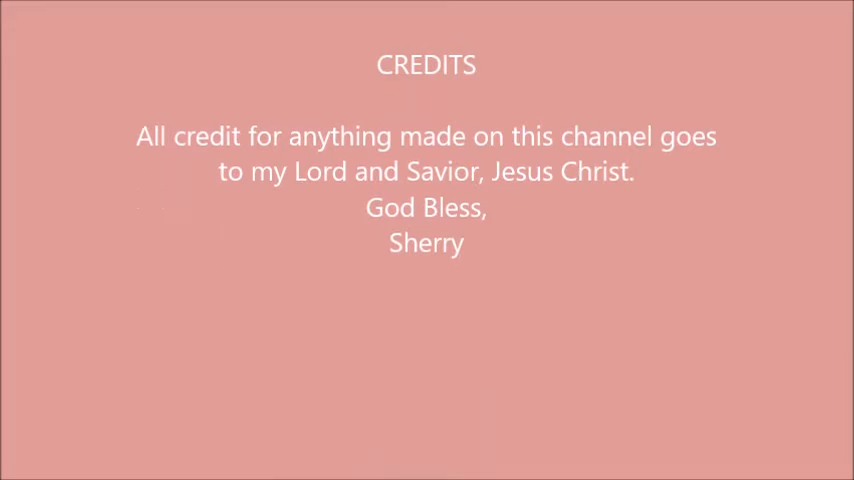 CREDITS
All credit for anything made on this channel goes
to my Lord and Savior, Jesus Christ.
God Bless,
Sherry